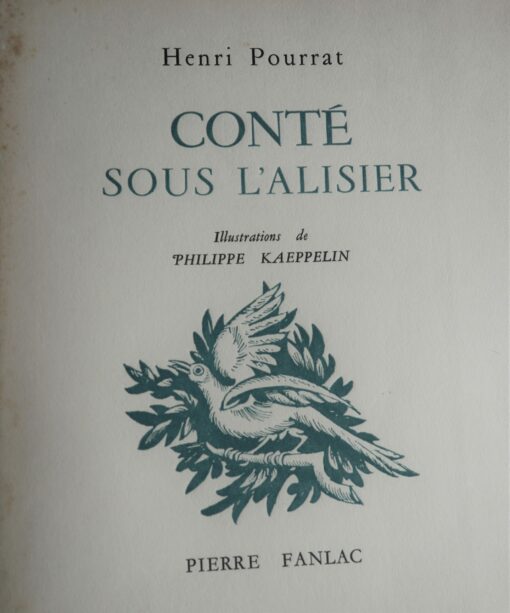 Henri Pourrat
CONTÉ
SOUS L'ALISIER
Illustrations de
PHILIPPE KAEPPELIN
PIERRE FANLAC